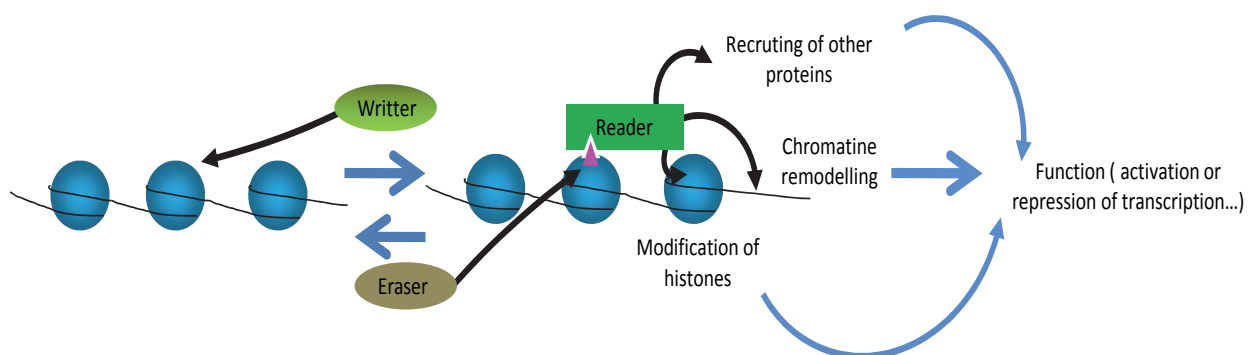 Writter
Reader
Eraser
Recruting of other
proteins
Chromatine
remodelling
Modification of
histones
Function ( activation or
repression of transcription...)